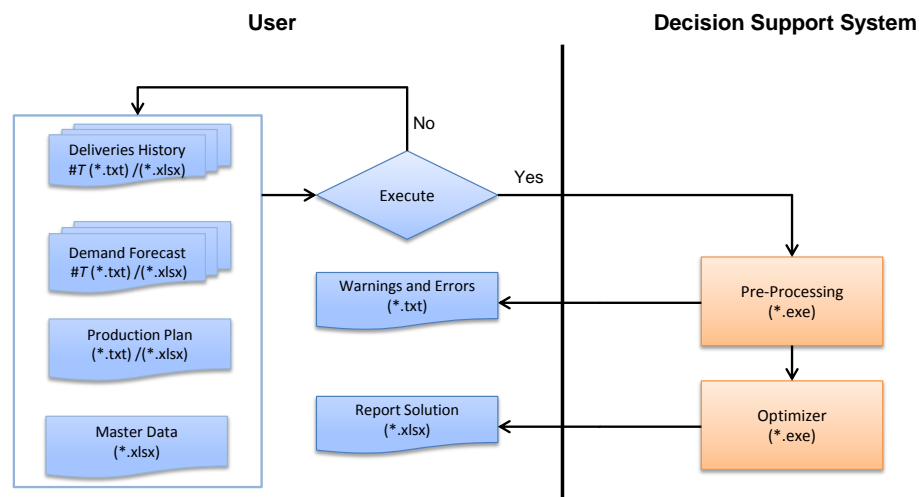 User
Decision Support System
No
Deliveries History
#T (*.txt) /(*.xlsx)
Execute
Yes
Demand Forecast
#T (*.txt) /(*.xlsx)
Warnings and Errors
(*.txt)
Pre-Processing
(*.exe)
Production Plan
(*.txt) /(*.xlsx)
Report Solution
(*.xlsx)
Optimizer
(*.exe)
Master Data
(*.xlsx)